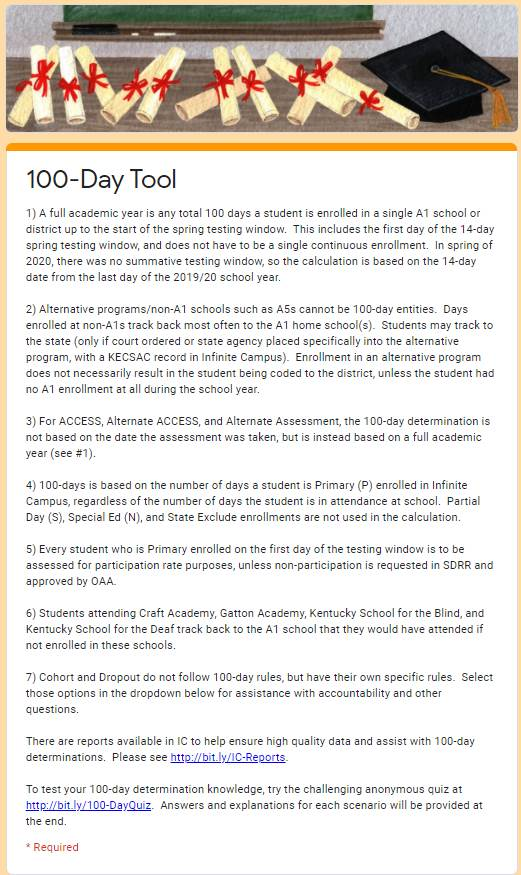 100-Day Tool
1) A full academic year is any total 100 days a student is enrolled in a single A1 school or
district up to the start of the spring testing window.  This includes the first day of the 14-day
spring testing window, and does not have to be a single continuous enrollment.  In spring of
2020, there was no summative testing window, so the calculation is based on the 14-day
date from the last day of the 2019/20 school year.
2) Alternative programs/non-A1 schools such as A5s cannot be 100-day entities.  Days
enrolled at non-A1s track back most often to the A1 home school(s).  Students may track to
the state (only if court ordered or state agency placed specifically into the alternative
program, with a KECSAC record in Infinite Campus).  Enrollment in an alternative program
does not necessarily result in the student being coded to the district, unless the student had
no A1 enrollment at all during the school year.
3) For ACCESS, Alternate ACCESS, and Alternate Assessment, the 100-day determination is
not based on the date the assessment was taken, but is instead based on a full academic
year (see #1).
4) 100-days is based on the number of days a student is Primary (P) enrolled in Infinite
Campus, regardless of the number of days the student is in attendance at school.  Partial
Day (S), Special Ed (N), and State Exclude enrollments are not used in the calculation.
5) Every student who is Primary enrolled on the first day of the testing window is to be
assessed for participation rate purposes, unless non-participation is requested in SDRR and
approved by OAA.
6) Students attending Craft Academy, Gatton Academy, Kentucky School for the Blind, and
Kentucky School for the Deaf track back to the A1 school that they would have attended if
not enrolled in these schools.
7) Cohort and Dropout do not follow 100-day rules, but have their own specific rules.  Select
those options in the dropdown below for assistance with accountability and other
questions.
There are reports available in IC to help ensure high quality data and assist with 100-day
determinations.  Please see http://bit.ly/IC-Reports.
To test your 100-day determination knowledge, try the challenging anonymous quiz at
http://bit.ly/100-DayQuiz.  Answers and explanations for each scenario will be provided at
the end.
* Required